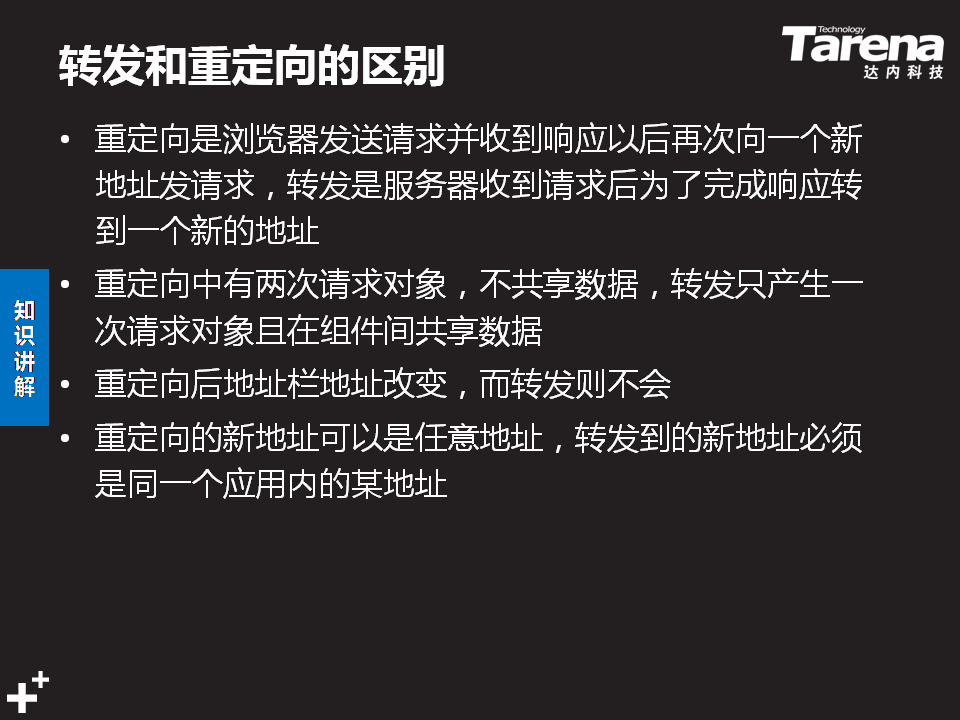 转发和重定向的区别
Technology
Tarena
达内科技
• 重定向是浏览器发送请求并收到响应以后再次向一个新
地址发请求，转发是服务器收到请求后为了完成响应转
到一个新的地址
• 重定向中有两次请求对象，不共享数据，转发只产生一
次请求对象且在组件间共享数据
• 重定向后地址栏地址改变，而转发则不会
• 重定向的新地址可以是任意地址，转发到的新地址必须
是同一个应用内的某地址
知
识
讲
解